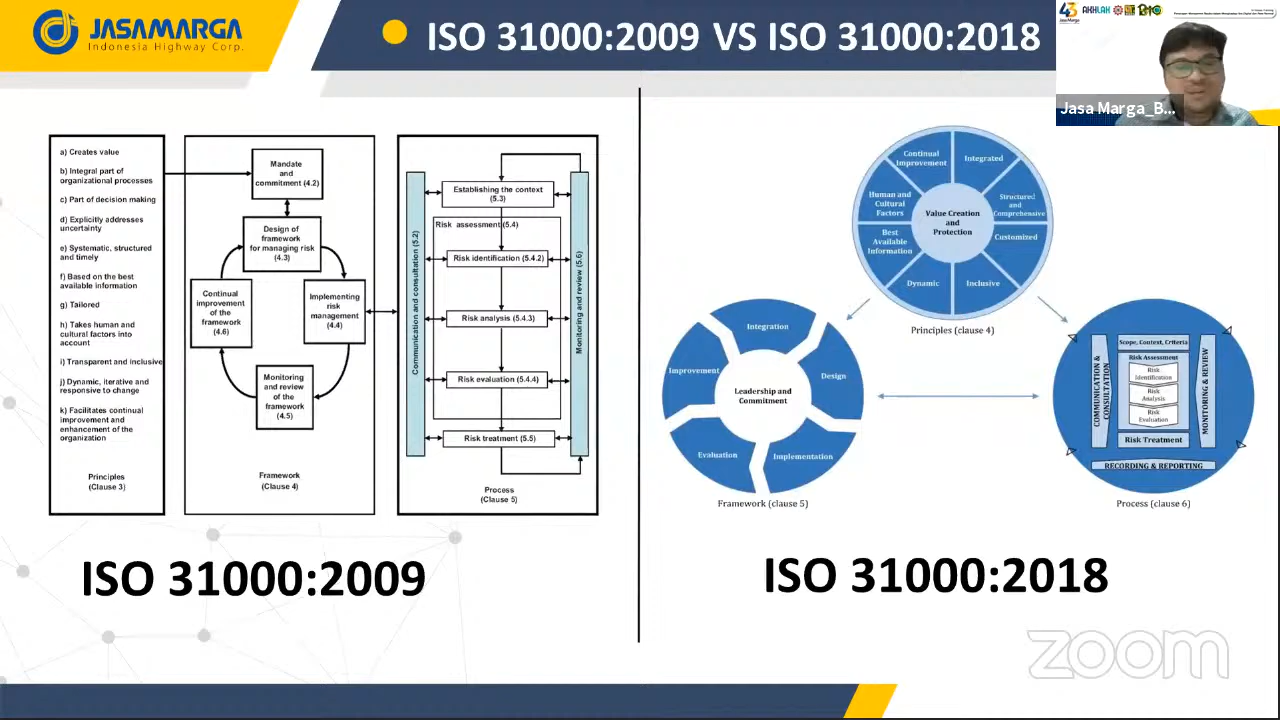 JASAMARGA
Indonesia Highway Corp.
ISO 31000:2009 VS ISO 31000:2018
43
AKHLAK
Jasa Marga_B...
a) Creates value
b) Integral part of
organizational processes
c) Part of decision making
d) Explicitly addresses
uncertainty
e) Systematic, structured
and timely
f) Based on the best
available information
g) Tailored
h) Takes human and
cultural factors into
account
i) Transparent and inclusive
j) Dynamic, iterative and
responsive to change
k) Facilitates continual
improvement and
enhancement of the
organization
Principles
(Clause 3)
Mandate
and
commitment (4.2)
Design of
framework
for managing risk
(4.3)
Continual
improvement
of the
framework
(4.6)
Implementing
risk
management
(4.4)
Monitoring
and review
of the
framework
(4.5)
Framework
(Clause 4)
Communication and consultation (5.2)
Establishing the context
(5.3)
Risk assessment (5.4)
Risk identification (5.4.2)
Risk analysis (5.4.3)
Risk evaluation (5.4.4)
Risk treatment (5.5)
Monitoring and review (5.6)
Process
(Clause 5)
ISO 31000:2009
Continual
Improvement
Integrated
Human and
Cultural
Factors
Structured
and
Comprehensive
Value Creation
and
Protection
Best
Available
Information
Customized
Dynamic
Inclusive
Principles (clause 4)
Integration
Improvement
Design
Leadership and
Commitment
Evaluation
Implementation
Framework (clause 5)
Scope, Context, Criteria
Risk Assessment
Risk
Identification
Risk
Analysis
Risk
Evaluation
Risk Treatment
COMMUNICATION &
CONSULTATION
MONITORING & REVIEW
RECORDING & REPORTING
Process (clause 6)
ISO 31000:2018
zoom